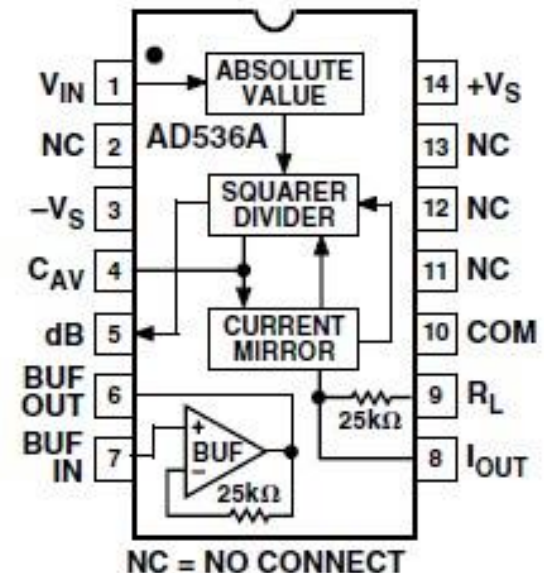 V_IN 1
NC 2
–V_S 3
C_AV 4
dB 5
BUF
OUT 6
BUF
IN 7
ABSOLUTE
VALUE
AD536A
SQUARER
DIVIDER
CURRENT
MIRROR
25kΩ
+
BUF
–
25kΩ
14 +V_S
13 NC
12 NC
11 NC
10 COM
9 R_L
8 I_OUT
NC = NO CONNECT